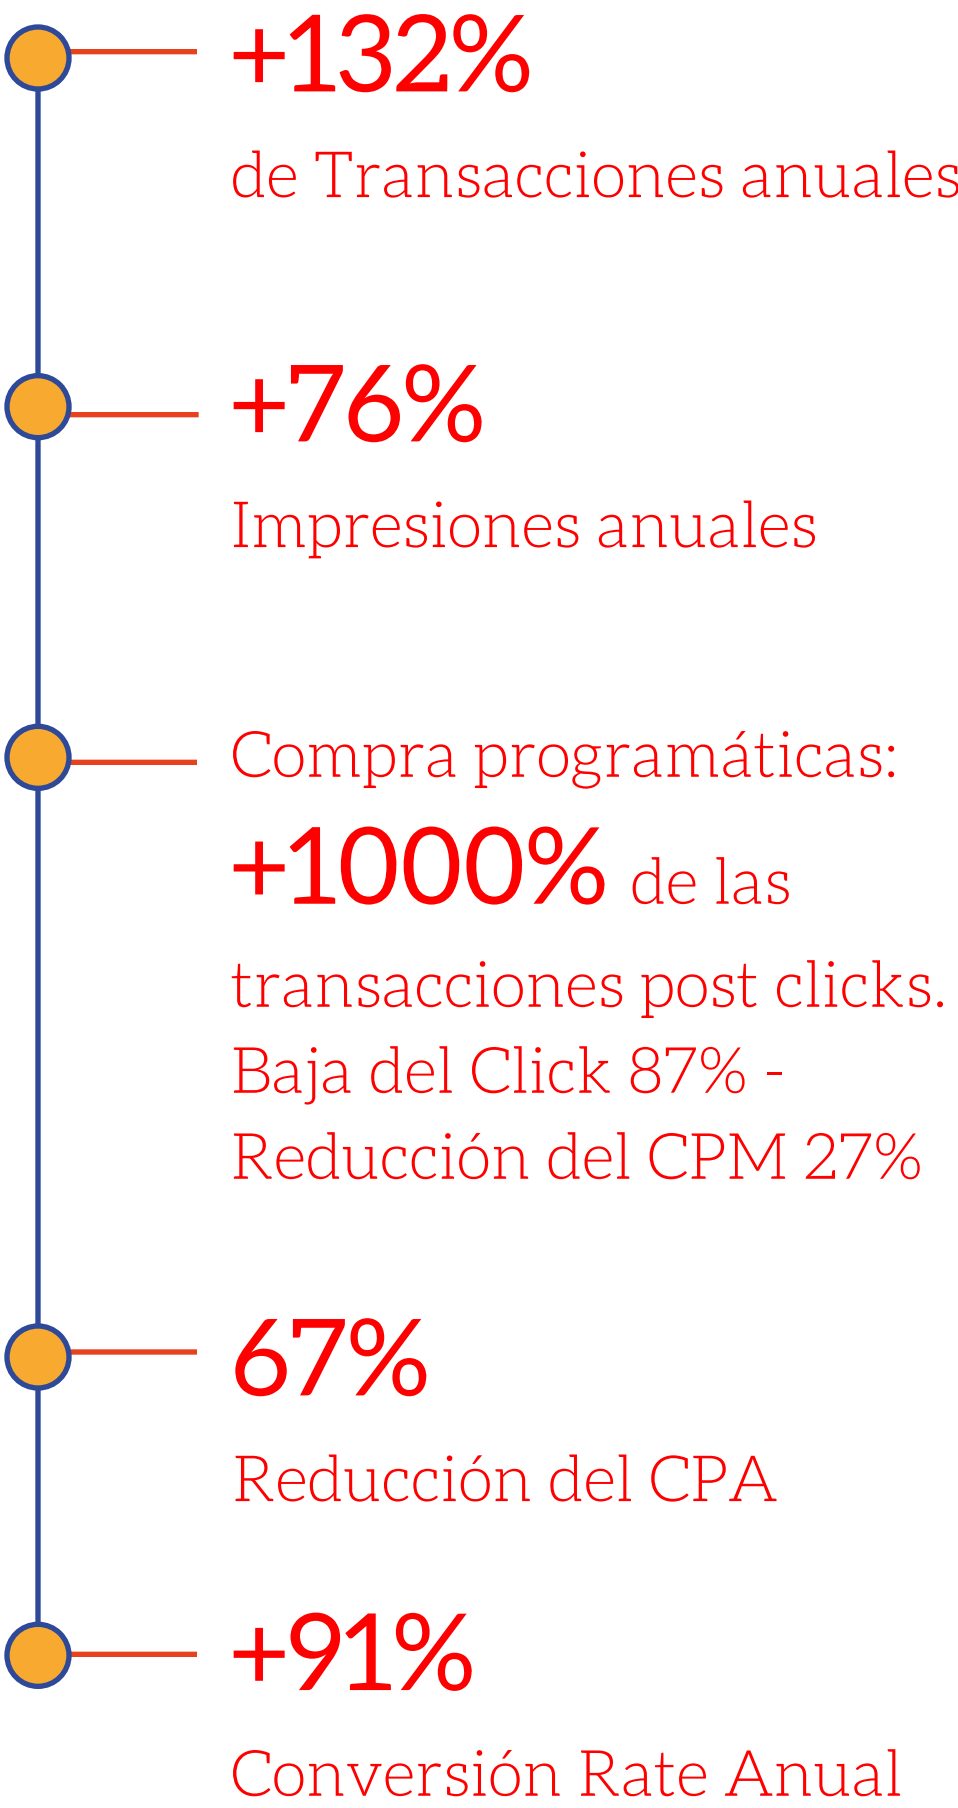 +132%
de Transacciones anuales
+76%
Impresiones anuales
Compra programáticas:
+1000% de las
transacciones post clicks.
Baja del Click 87% -
Reducción del CPM 27%
67%
Reducción del CPA
+91%
Conversión Rate Anual